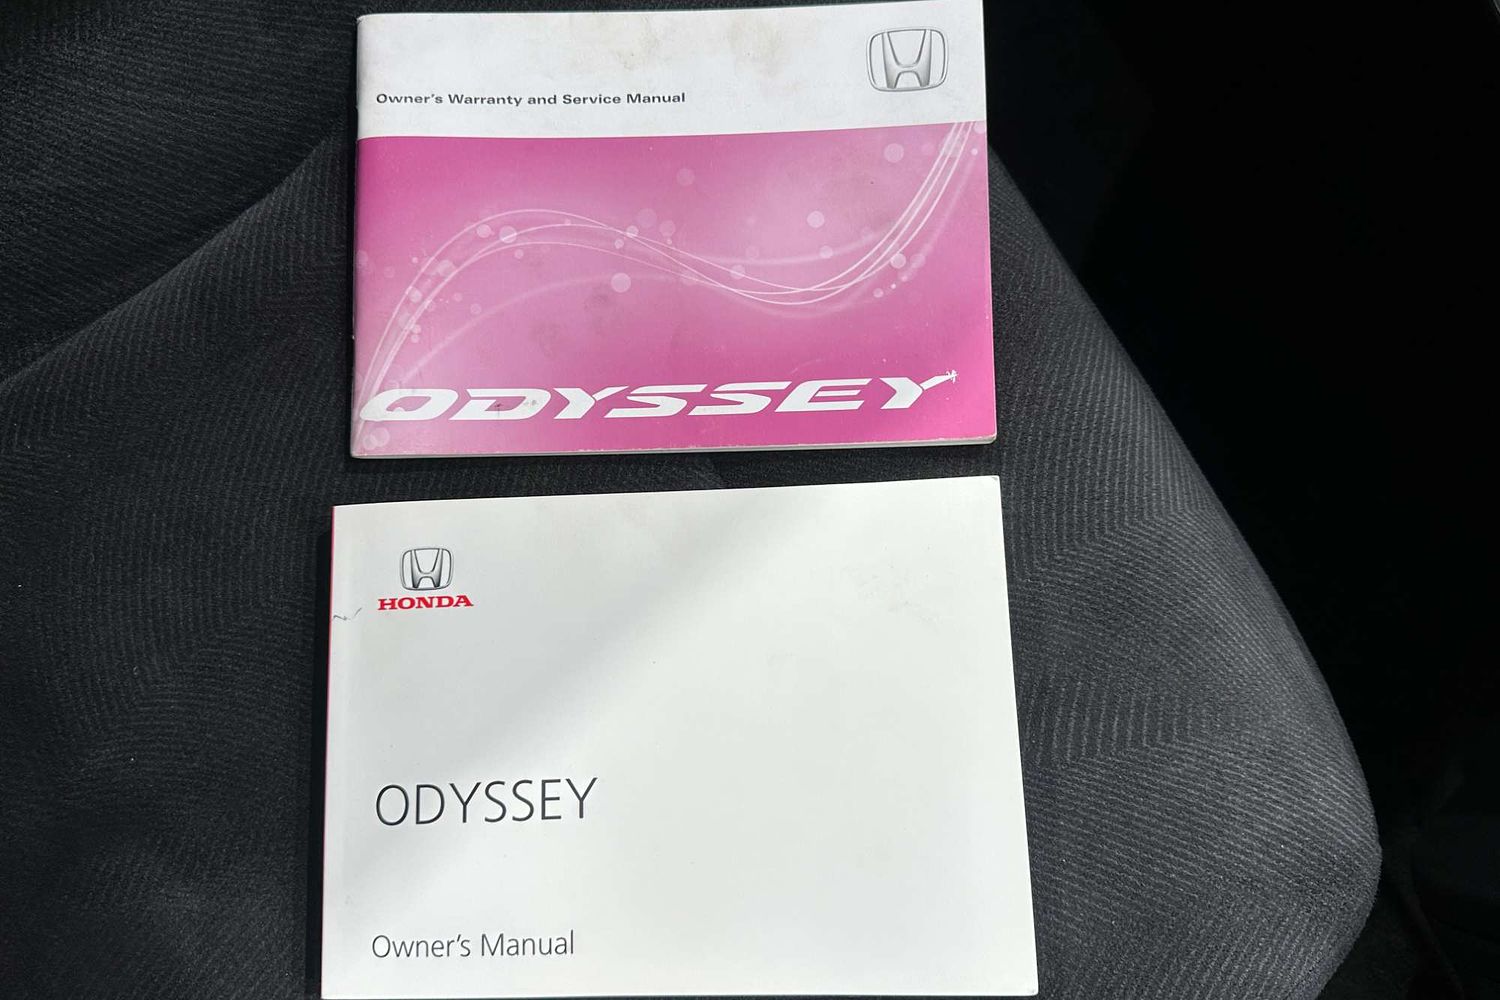 Owner's Warranty and Service Manual
ODYSSEY
HONDA
ODYSSEY
Owner's Manual